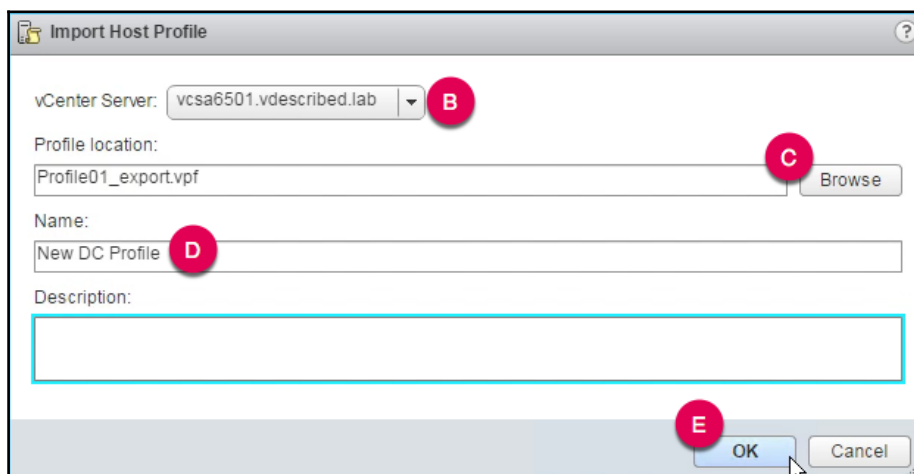 Import Host Profile ?
vCenter Server: vcsa6501.vdescribed.lab B
Profile location: C
Profile01_export.vpf Browse
Name:
New DC Profile D
Description:
E
OK Cancel